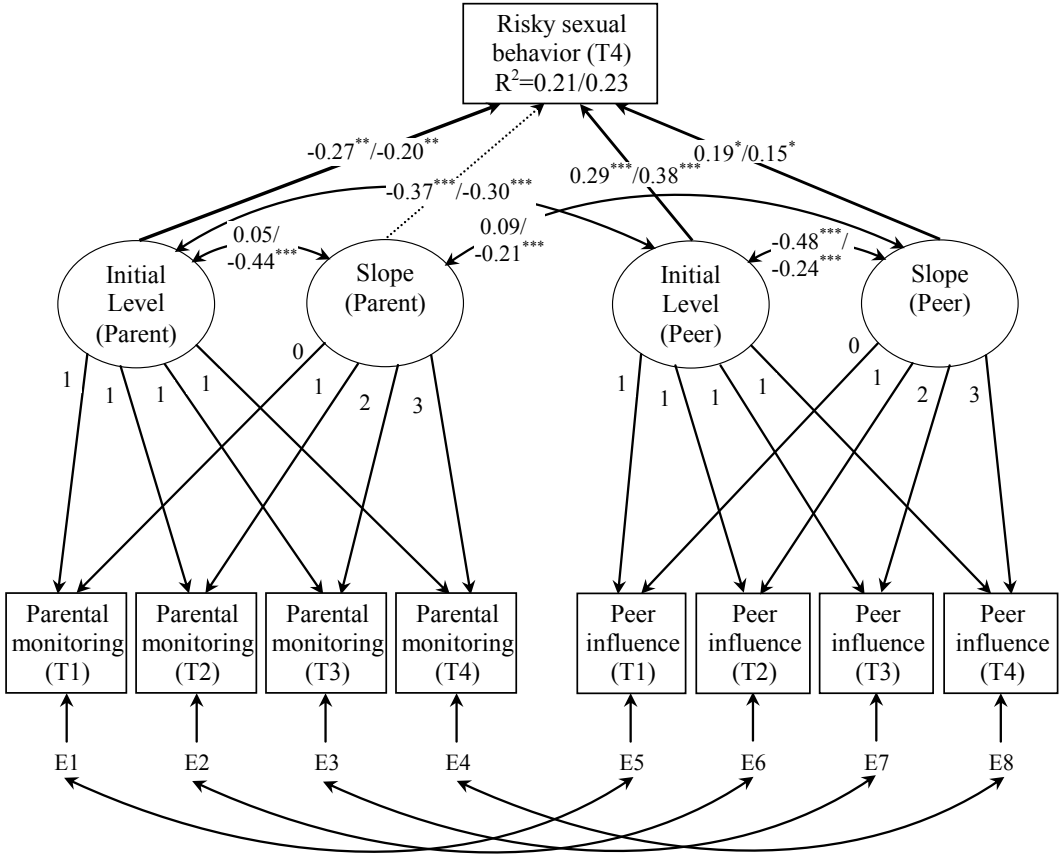 Risky sexual
behavior (T4)
R²=0.21/0.23
-0.27**/-0.20**
0.19*/0.15*
0.29***/0.38***
-0.37***/-0.30***
0.05/
-0.44***
0.09/
-0.21***
-0.48***/
-0.24***
Initial
Level
(Parent)
Slope
(Parent)
Initial
Level
(Peer)
Slope
(Peer)
1 1 1 1 0 1 2 3
1 1 1 1 0 1 2 3
Parental
monitoring
(T1)
Parental
monitoring
(T2)
Parental
monitoring
(T3)
Parental
monitoring
(T4)
Peer
influence
(T1)
Peer
influence
(T2)
Peer
influence
(T3)
Peer
influence
(T4)
E1 E2 E3 E4 E5 E6 E7 E8